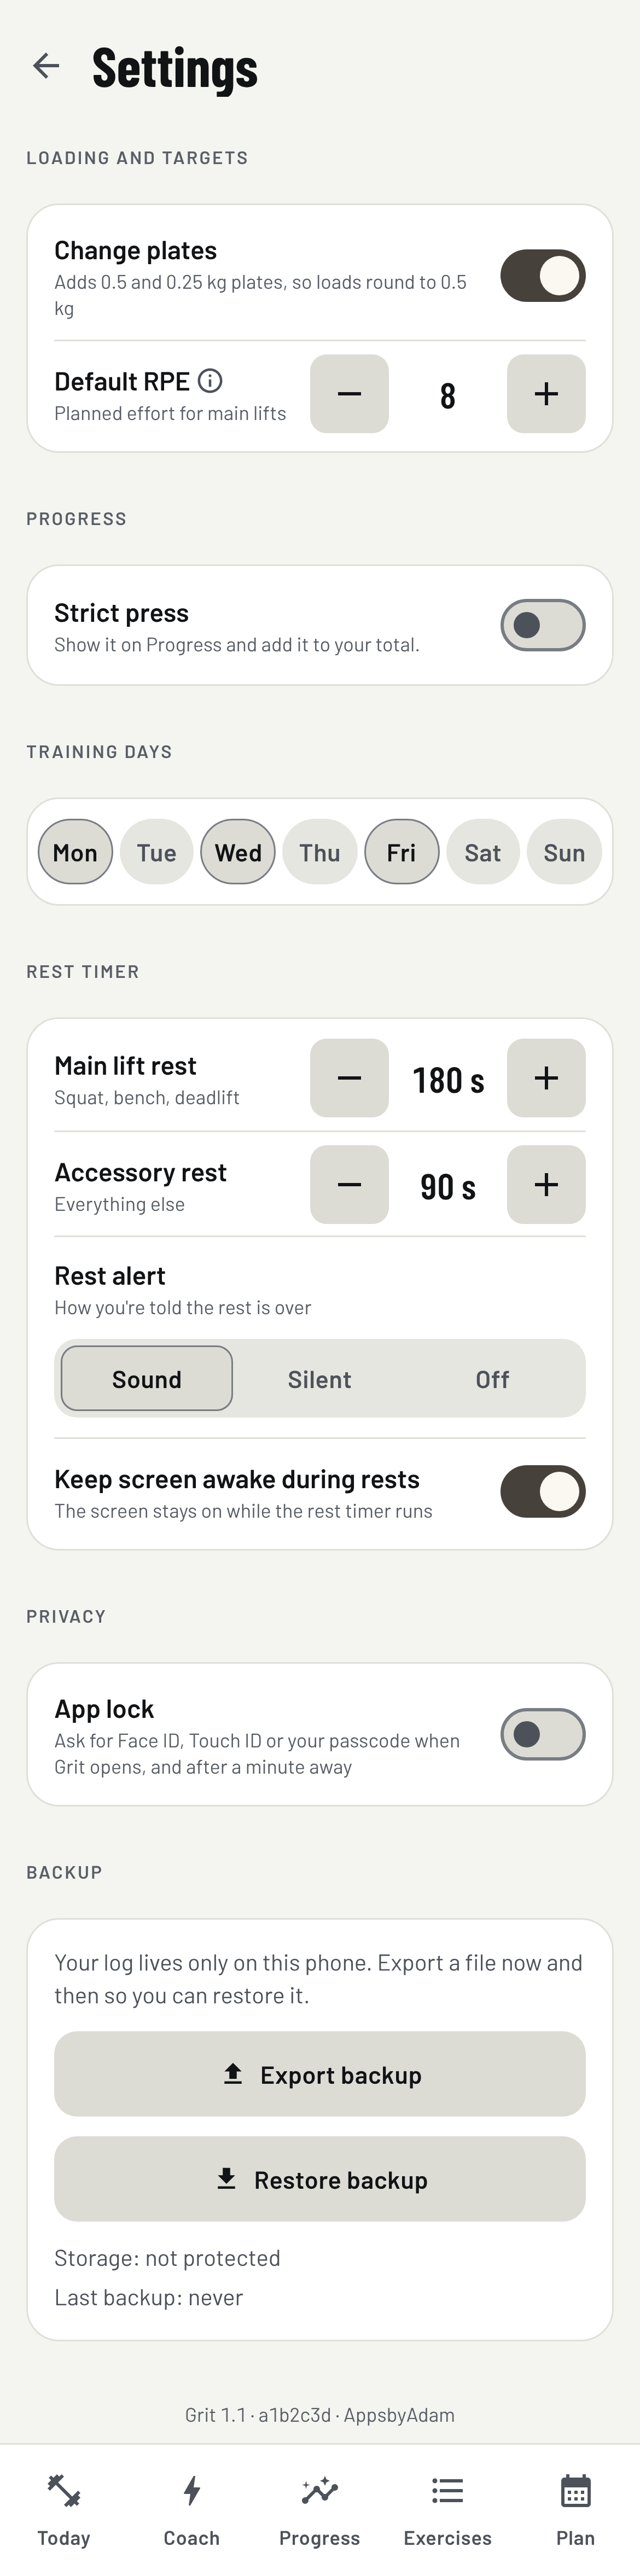 Settings
LOADING AND TARGETS
Change plates
Adds 0.5 and 0.25 kg plates, so loads round to 0.5
kg
Default RPE
Planned effort for main lifts
8
PROGRESS
Strict press
Show it on Progress and add it to your total.
TRAINING DAYS
Mon Tue Wed Thu Fri Sat Sun
REST TIMER
Main lift rest
Squat, bench, deadlift
180 s
Accessory rest
Everything else
90 s
Rest alert
How you're told the rest is over
Sound Silent Off
Keep screen awake during rests
The screen stays on while the rest timer runs
PRIVACY
App lock
Ask for Face ID, Touch ID or your passcode when
Grit opens, and after a minute away
BACKUP
Your log lives only on this phone. Export a file now and
then so you can restore it.
Export backup
Restore backup
Storage: not protected
Last backup: never
Grit 1.1 · a1b2c3d · AppsbyAdam
Today Coach Progress Exercises Plan